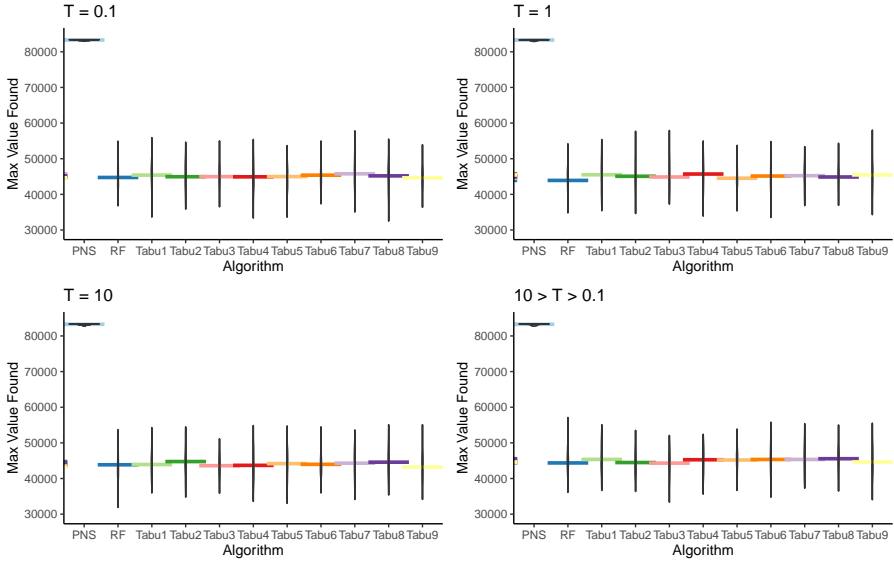 T = 0.1
Max Value Found
80000
70000
60000
50000
40000
30000
PNS RF Tabu1 Tabu2 Tabu3 Tabu4 Tabu5 Tabu6 Tabu7 Tabu8 Tabu9
Algorithm
T = 1
Max Value Found
80000
70000
60000
50000
40000
30000
PNS RF Tabu1 Tabu2 Tabu3 Tabu4 Tabu5 Tabu6 Tabu7 Tabu8 Tabu9
Algorithm
T = 10
Max Value Found
80000
70000
60000
50000
40000
30000
PNS RF Tabu1 Tabu2 Tabu3 Tabu4 Tabu5 Tabu6 Tabu7 Tabu8 Tabu9
Algorithm
10 > T > 0.1
Max Value Found
80000
70000
60000
50000
40000
30000
PNS RF Tabu1 Tabu2 Tabu3 Tabu4 Tabu5 Tabu6 Tabu7 Tabu8 Tabu9
Algorithm